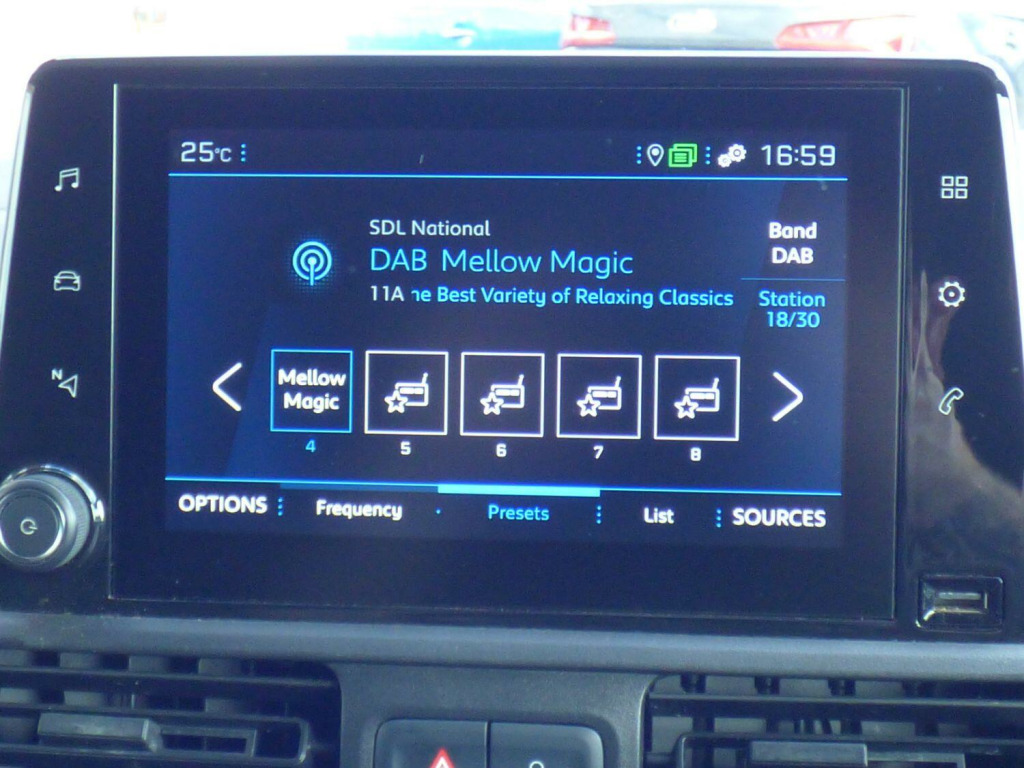 25°C
16:59
SDL National
DAB Mellow Magic
11A he Best Variety of Relaxing Classics
Band
DAB
Station
18/30
Mellow
Magic
4
5
6
7
8
OPTIONS
Frequency
Presets
List
SOURCES
N